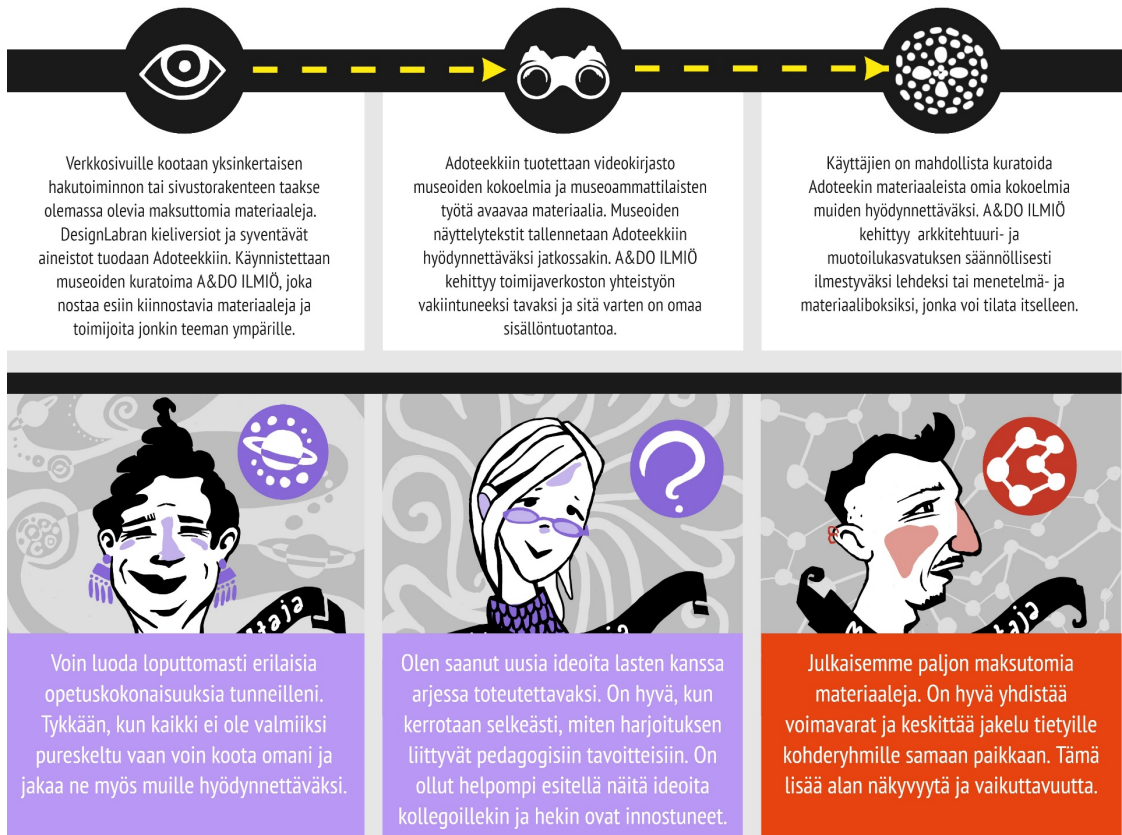 Verkkosivuille kootaan yksinkertaisen
hakutoiminnon tai sivustorakenteen taakse
olemassa olevia maksuttomia materiaaleja.
DesignLabran kieliversiot ja syventävät
aineistot tuodaan Adoteekkiin. Käynnistettaan
museoiden kuratoima A&DO ILMIÖ, joka
nostaa esiin kiinnostavia materiaaleja ja
toimijoita jonkin teeman ympärille.
Adoteekkiin tuotettaan videokirjasto
museoiden kokoelmia ja museoammattilaisten
työtä avaavaa materiaalia. Museoiden
näyttelytekstit tallennetaan Adoteekkiin
hyödynnettäväksi jatkossakin. A&DO ILMIÖ
kehittyy toimijaverkoston yhteistyön
vakiintuneeksi tavaksi ja sitä varten on omaa
sisällöntuotantoa.
Käyttäjien on mahdollista kuratoida
Adoteekin materiaaleista omia kokoelmia
muiden hyödynnettäväksi. A&DO ILMIÖ
kehittyy arkkitehtuuri- ja
muotoilukasvatuksen säännöllisesti
ilmestyväksi lehdeksi tai menetelmä- ja
materiaaliboksiksi, jonka voi tilata itselleen.
Voin luoda loputtomasti erilaisia
opetuskokonaisuuksia tunneilleni.
Tykkään, kun kaikki ei ole valmiiksi
pureskeltu vaan voin koota omani ja
jakaa ne myös muille hyödynnettäväksi.
Olen saanut uusia ideoita lasten kanssa
arjessa toteutettavaksi. On hyvä, kun
kerrotaan selkeästi, miten harjoituksen
liittyvät pedagogisiin tavoitteisiin. On
ollut helpompi esitellä näitä ideoita
kollegoillekin ja hekin ovat innostuneet.
Julkaisemme paljon maksutomia
materiaaleja. On hyvä yhdistää
voimavarat ja keskittää jakelu tietyille
kohderyhmille samaan paikkaan. Tämä
lisää alan näkyvyytä ja vaikuttavuutta.